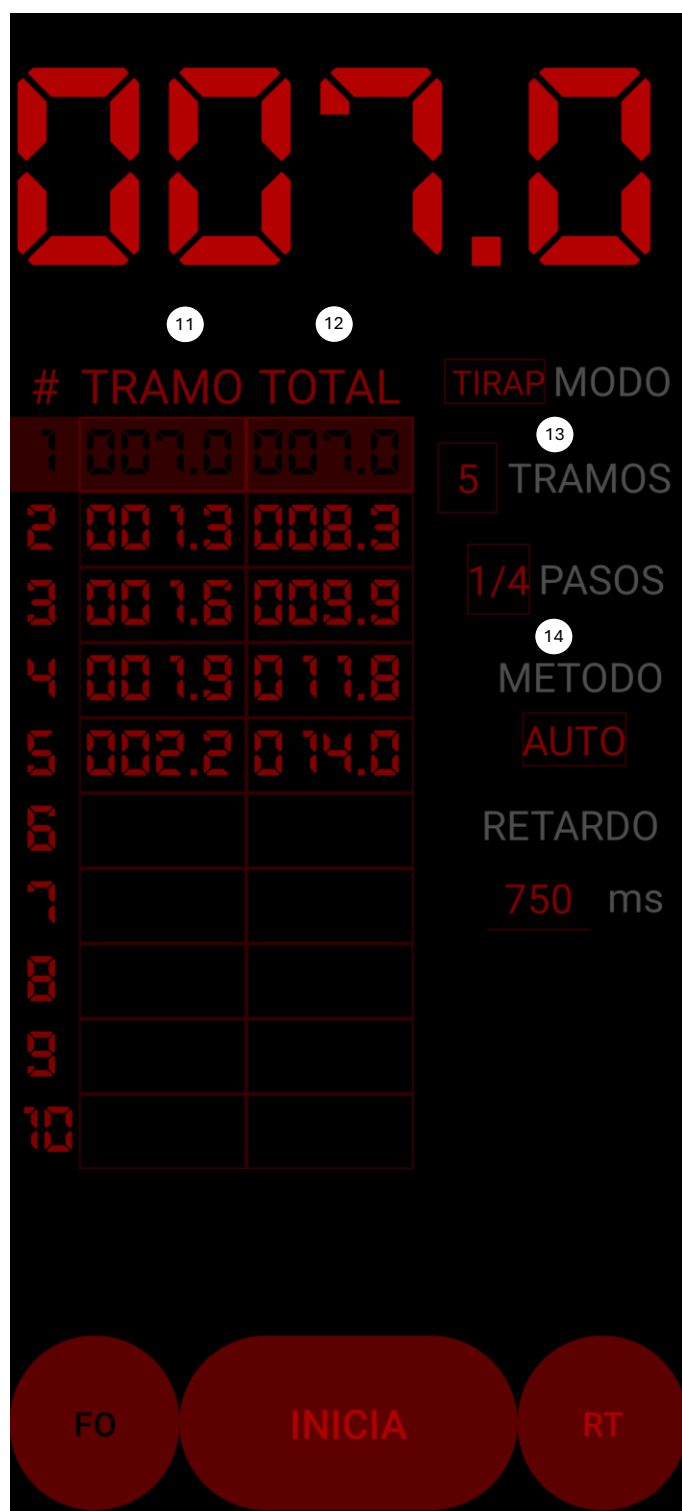 007.0
11 12
# TRAMO TOTAL
1 007.0 007.0
2 001.3 008.3
3 001.6 009.9
4 001.9 011.8
5 002.2 014.0
6
7
8
9
10
TIRAP MODO
13
5 TRAMOS
1/4 PASOS
14
METODO
AUTO
RETARDO
750 ms
FO INICIA RT